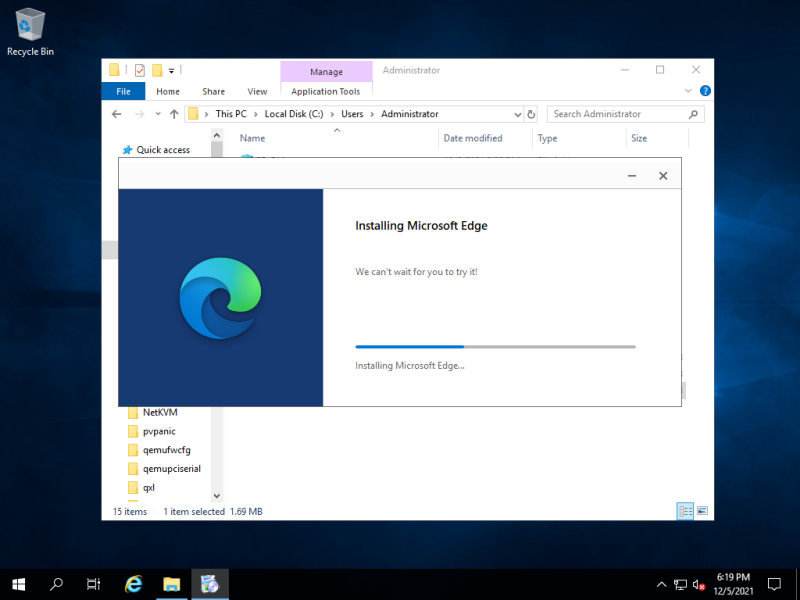 Recycle Bin
Manage
Administrator
File
Home
Share
View
Application Tools
This PC
Local Disk (C:)
Users
Administrator
Search Administrator
Name
Date modified
Type
Size
Quick access
Installing Microsoft Edge
We can't wait for you to try it!
Installing Microsoft Edge...
NetKVM
pvpanic
qemufwcfg
qemupciserial
qxl
15 items
1 item selected 1.69 MB
6:19 PM
12/5/2021